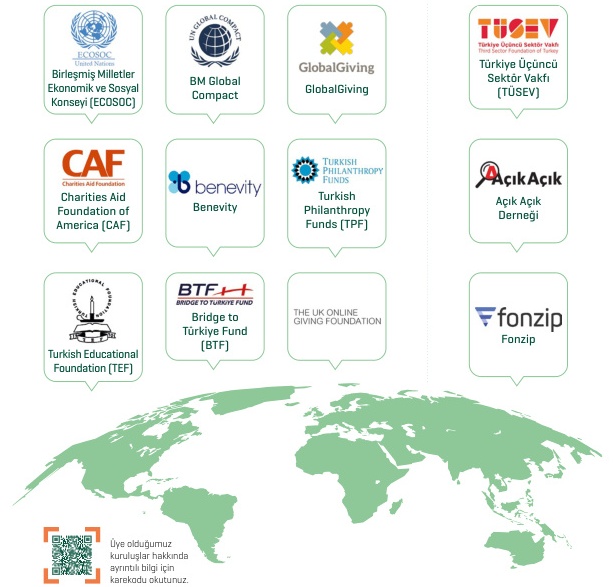 ECOSOC
United Nations
Birleşmiş Milletler
Ekonomik ve Sosyal
Konseyi (ECOSOC)
UN GLOBAL COMPACT
BM Global
Compact
GlobalGiving
GlobalGiving
TÜSEV
Türkiye Üçüncü Sektör Vakfı
Third Sector Foundation of Turkey
Türkiye Üçüncü
Sektör Vakfı
(TÜSEV)
CAF
Charities Aid Foundation
Charities Aid
Foundation of
America (CAF)
benevity
Benevity
TURKISH
PHILANTHROPY
FUNDS
Turkish
Philanthropy
Funds (TPF)
AçıkAçık
Açık Açık
Derneği
TURKISH EDUCATIONAL FOUNDATION
Turkish Educational
Foundation (TEF)
BTF
BRIDGE TO TÜRKİYE FUND
Bridge to
Türkiye Fund
(BTF)
THE UK ONLINE
GIVING FOUNDATION
fonzip
Fonzip
Üye olduğumuz
kuruluşlar hakkında
ayrıntılı bilgi için
karekodu okutunuz.